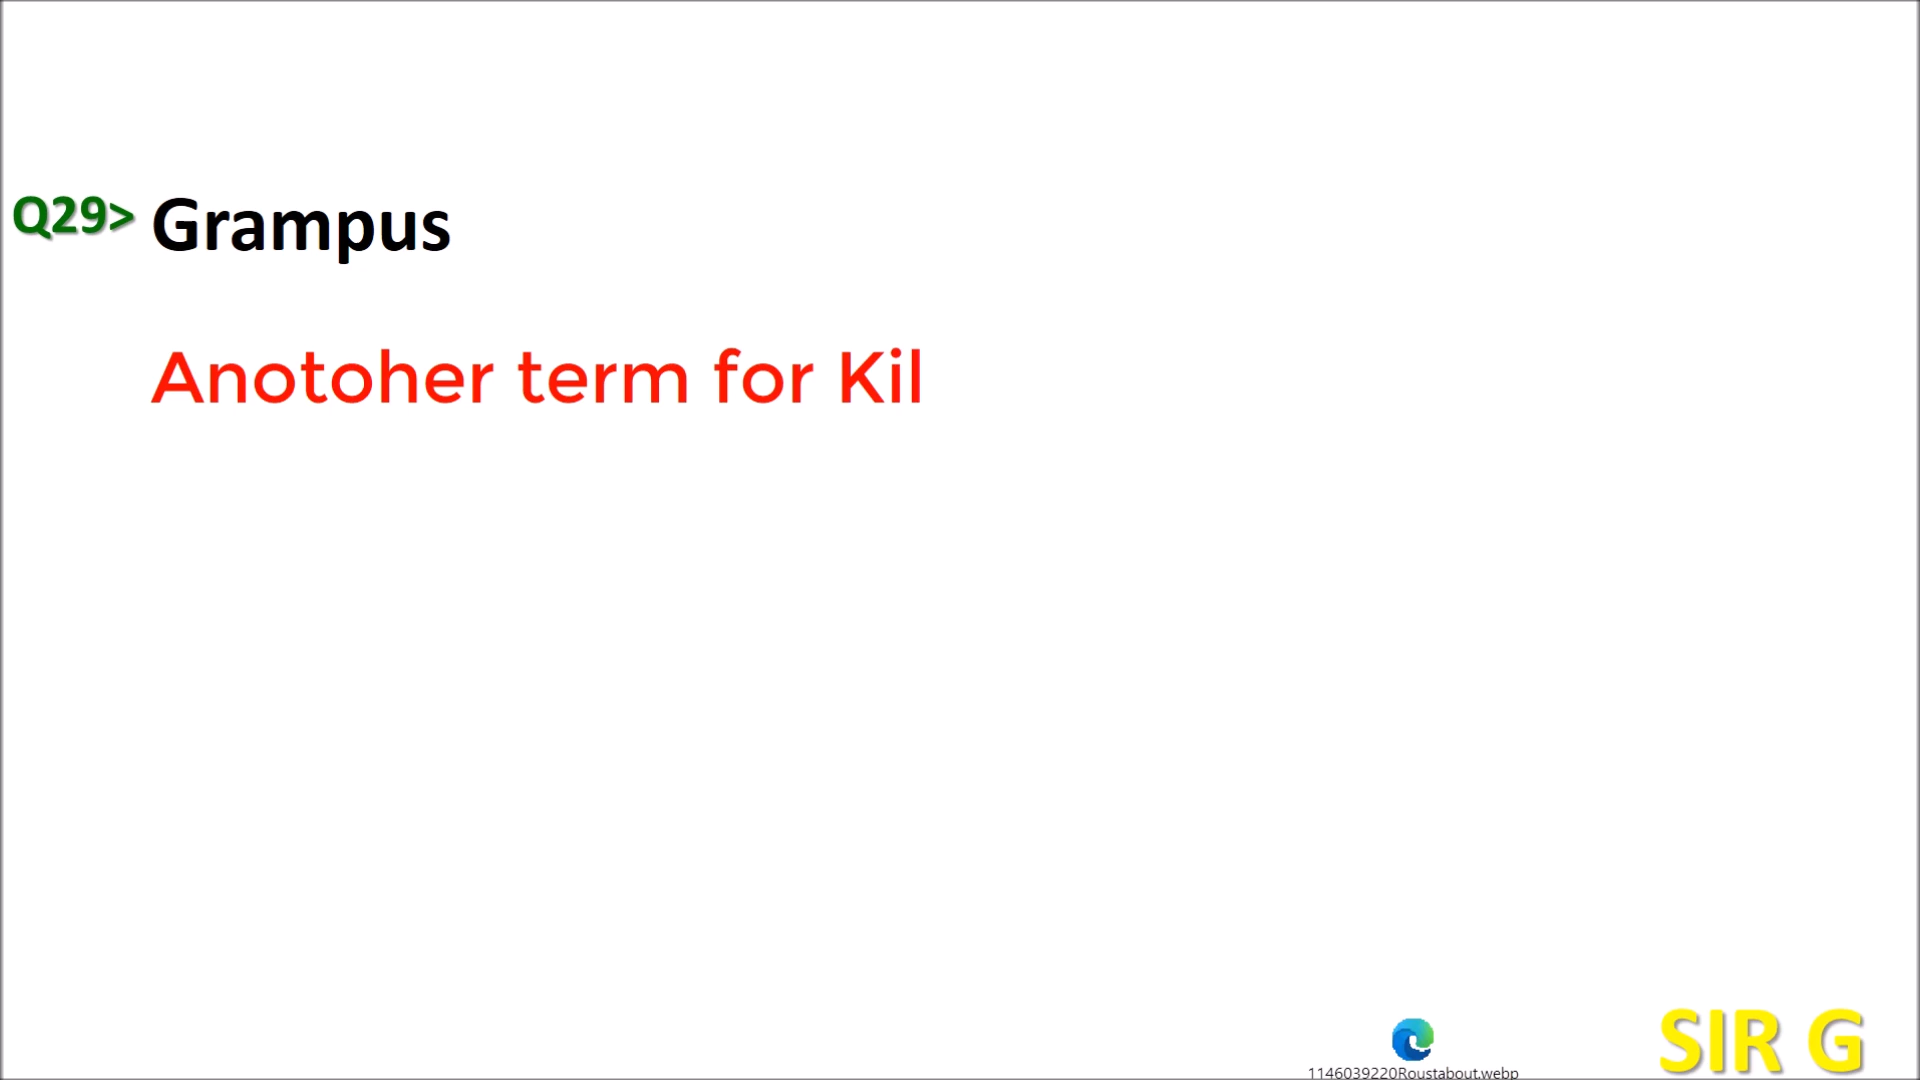 Q29> Grampus
Anotoher term for Kil
1146039220Roustabout.webp
SIR G